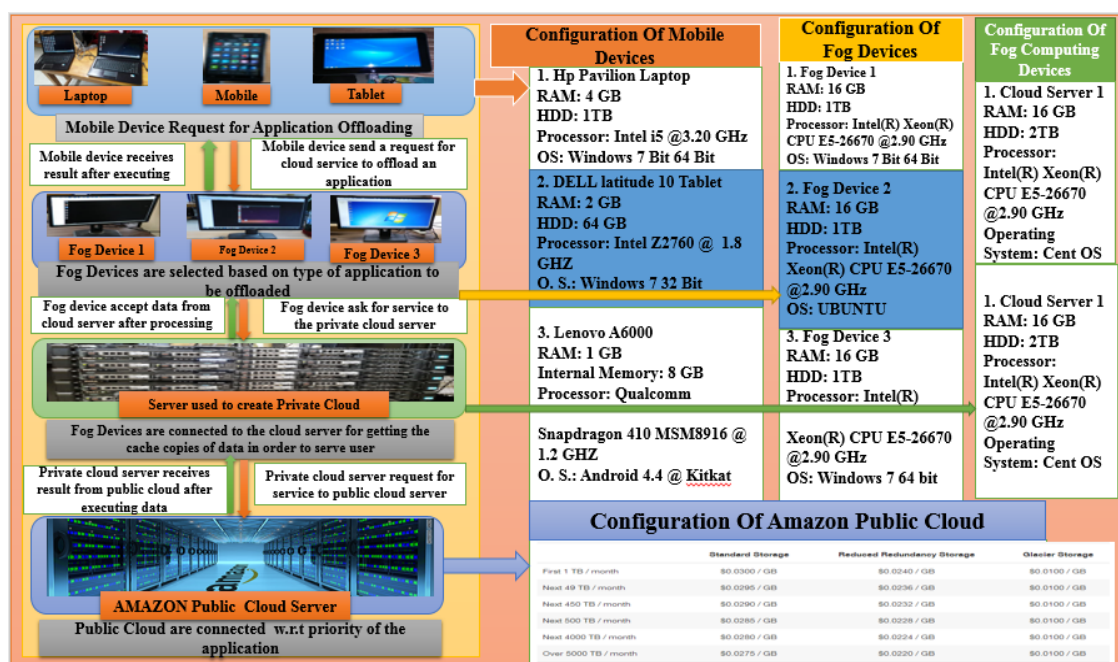 Laptop
Mobile
Tablet
Mobile Device Request for Application Offloading
Mobile device receives
result after executing
Mobile device send a request for
cloud service to offload an
application
Fog Device 1
Fog Device 2
Fog Device 3
Fog Devices are selected based on type of application to
be offloaded
Fog device accept data from
cloud server after processing
Fog device ask for service to
the private cloud server
Server used to create Private Cloud
Fog Devices are connected to the cloud server for getting the
cache copies of data in order to serve user
Private cloud server receives
result from public cloud after
executing data
Private cloud server request for
service to public cloud server
amazon
AMAZON Public Cloud Server
Public Cloud are connected w.r.t priority of the
application
Configuration Of Mobile
Devices
1. Hp Pavilion Laptop
RAM: 4 GB
HDD: 1TB
Processor: Intel i5 @3.20 GHz
OS: Windows 7 Bit 64 Bit
2. DELL latitude 10 Tablet
RAM: 2 GB
HDD: 64 GB
Processor: Intel Z2760 @ 1.8
GHZ
O. S.: Windows 7 32 Bit
3. Lenovo A6000
RAM: 1 GB
Internal Memory: 8 GB
Processor: Qualcomm
Snapdragon 410 MSM8916 @
1.2 GHZ
O. S.: Android 4.4 @ Kitkat
Configuration Of
Fog Devices
1. Fog Device 1
RAM: 16 GB
HDD: 1TB
Processor: Intel(R) Xeon(R)
CPU E5-26670 @2.90 GHz
OS: Windows 7 Bit 64 Bit
2. Fog Device 2
RAM: 16 GB
HDD: 1TB
Processor: Intel(R)
Xeon(R) CPU E5-26670
@2.90 GHz
OS: UBUNTU
3. Fog Device 3
RAM: 16 GB
HDD: 1TB
Processor: Intel(R)
Xeon(R) CPU E5-26670
@2.90 GHz
OS: Windows 7 64 bit
Configuration Of
Fog Computing
Devices
1. Cloud Server 1
RAM: 16 GB
HDD: 2TB
Processor:
Intel(R) Xeon(R)
CPU E5-26670
@2.90 GHz
Operating
System: Cent OS
1. Cloud Server 1
RAM: 16 GB
HDD: 2TB
Processor:
Intel(R) Xeon(R)
CPU E5-26670
@2.90 GHz
Operating
System: Cent OS
Configuration Of Amazon Public Cloud
Standard Storage Reduced Redundancy Storage Glacier Storage
First 1 TB / month $0.0300 / GB $0.0240 / GB $0.0100 / GB
Next 49 TB / month $0.0295 / GB $0.0236 / GB $0.0100 / GB
Next 450 TB / month $0.0290 / GB $0.0232 / GB $0.0100 / GB
Next 500 TB / month $0.0285 / GB $0.0228 / GB $0.0100 / GB
Next 4000 TB / month $0.0280 / GB $0.0224 / GB $0.0100 / GB
Over 5000 TB / month $0.0275 / GB $0.0220 / GB $0.0100 / GB